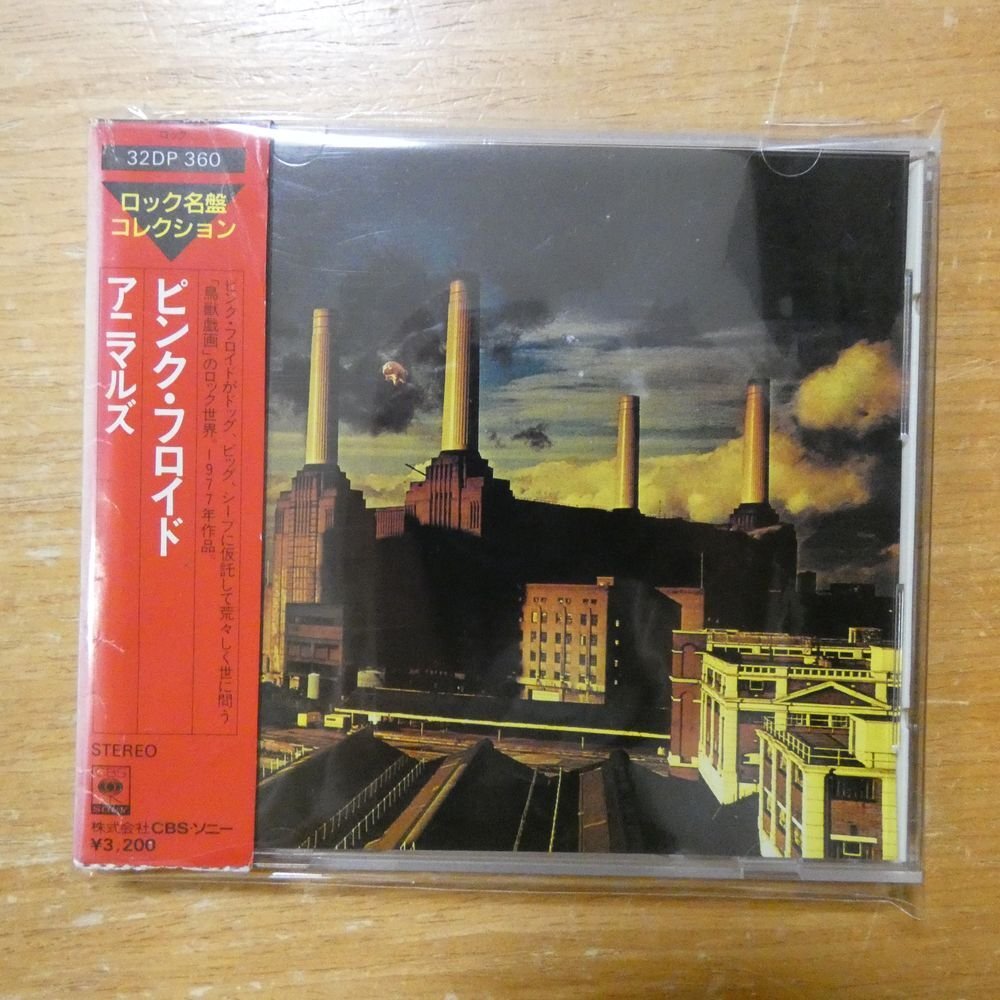 ロック
32DP 360
ロック名盤
コレクション
ピンク・フロイドがドッグ、ピッグ、シープに仮託して荒々しく世に問う
「鳥獣戯画」のロック世界。1977年作品。
ピンク・フロイド
アニマルズ
STEREO
CBS
SONY
株式会社CBS・ソニー
¥3,200